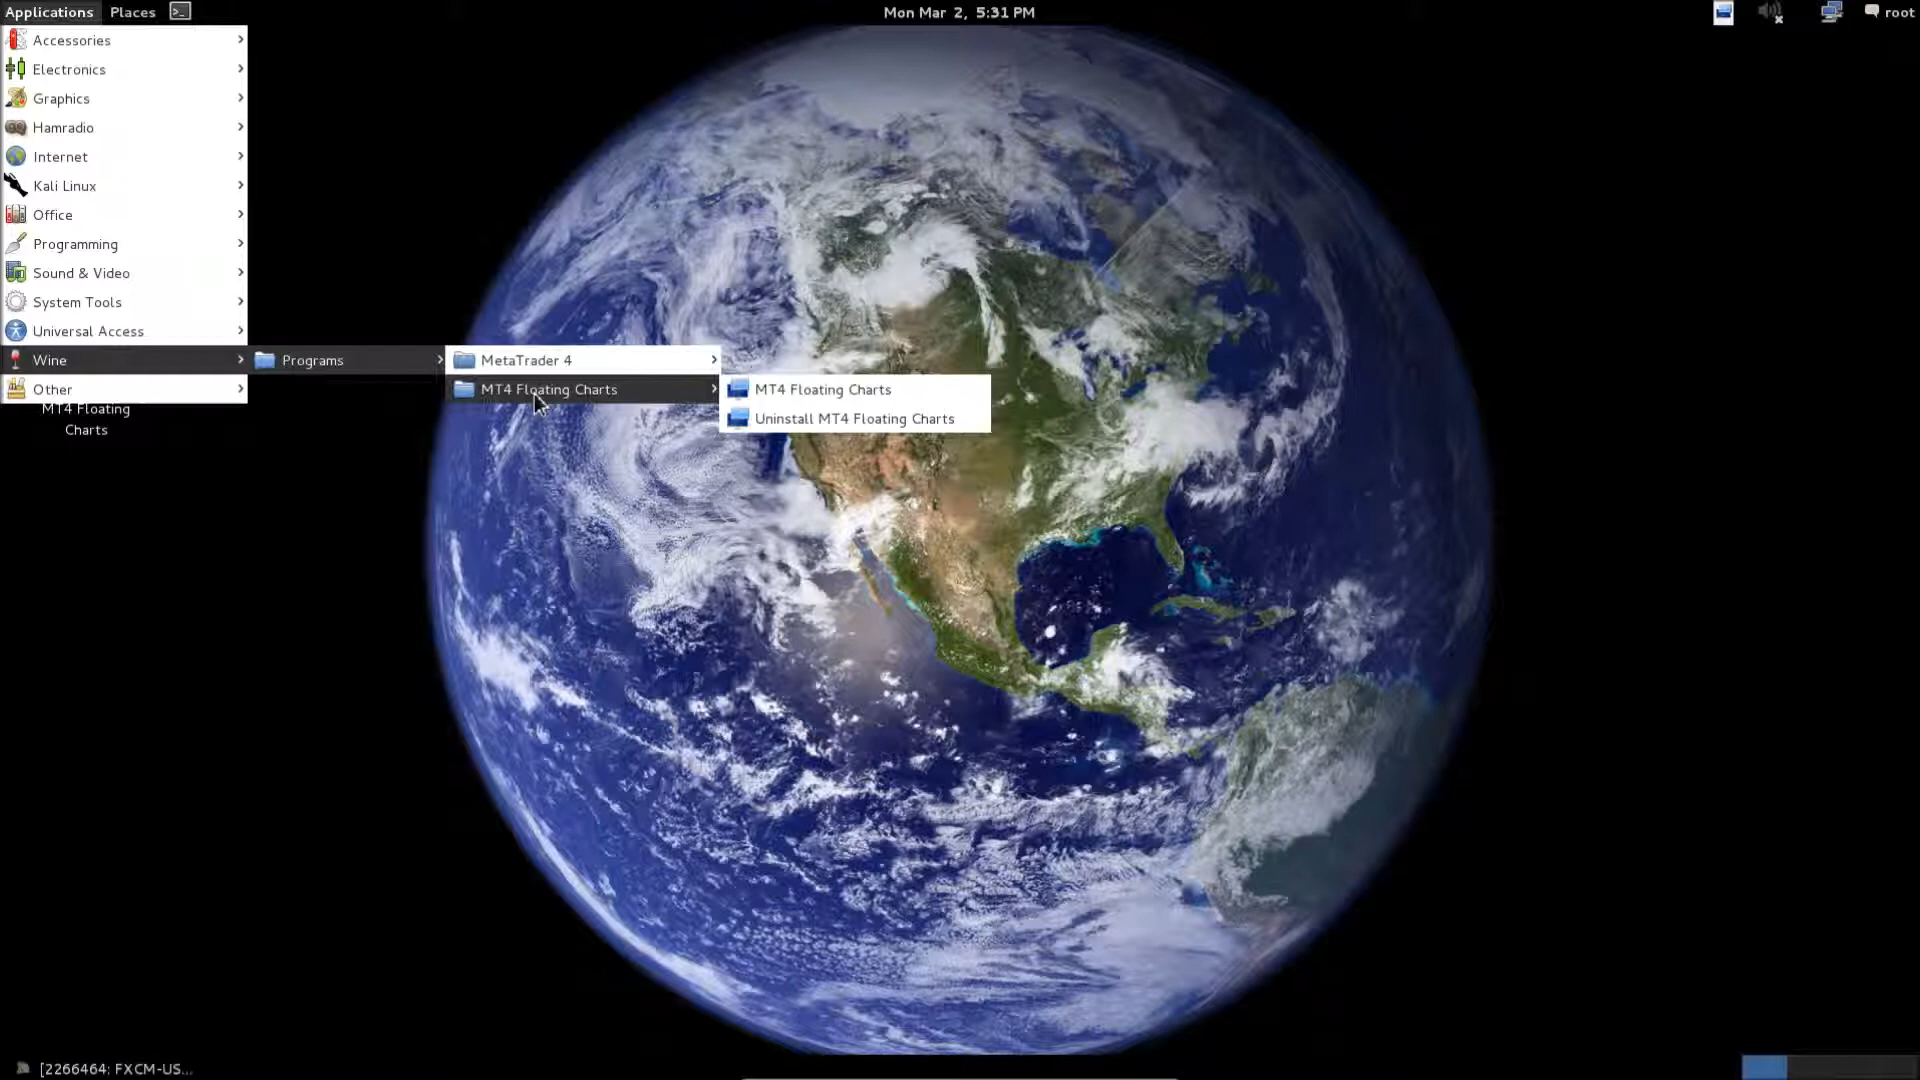 Applications Places Mon Mar 2, 5:31 PM root
Accessories
Electronics
Graphics
Hamradio
Internet
Kali Linux
Office
Programming
Sound & Video
System Tools
Universal Access
Wine Programs MetaTrader 4
Other MT4 Floating Charts MT4 Floating Charts
Uninstall MT4 Floating Charts
MT4 Floating
Charts
[2266464: FXCM-US...